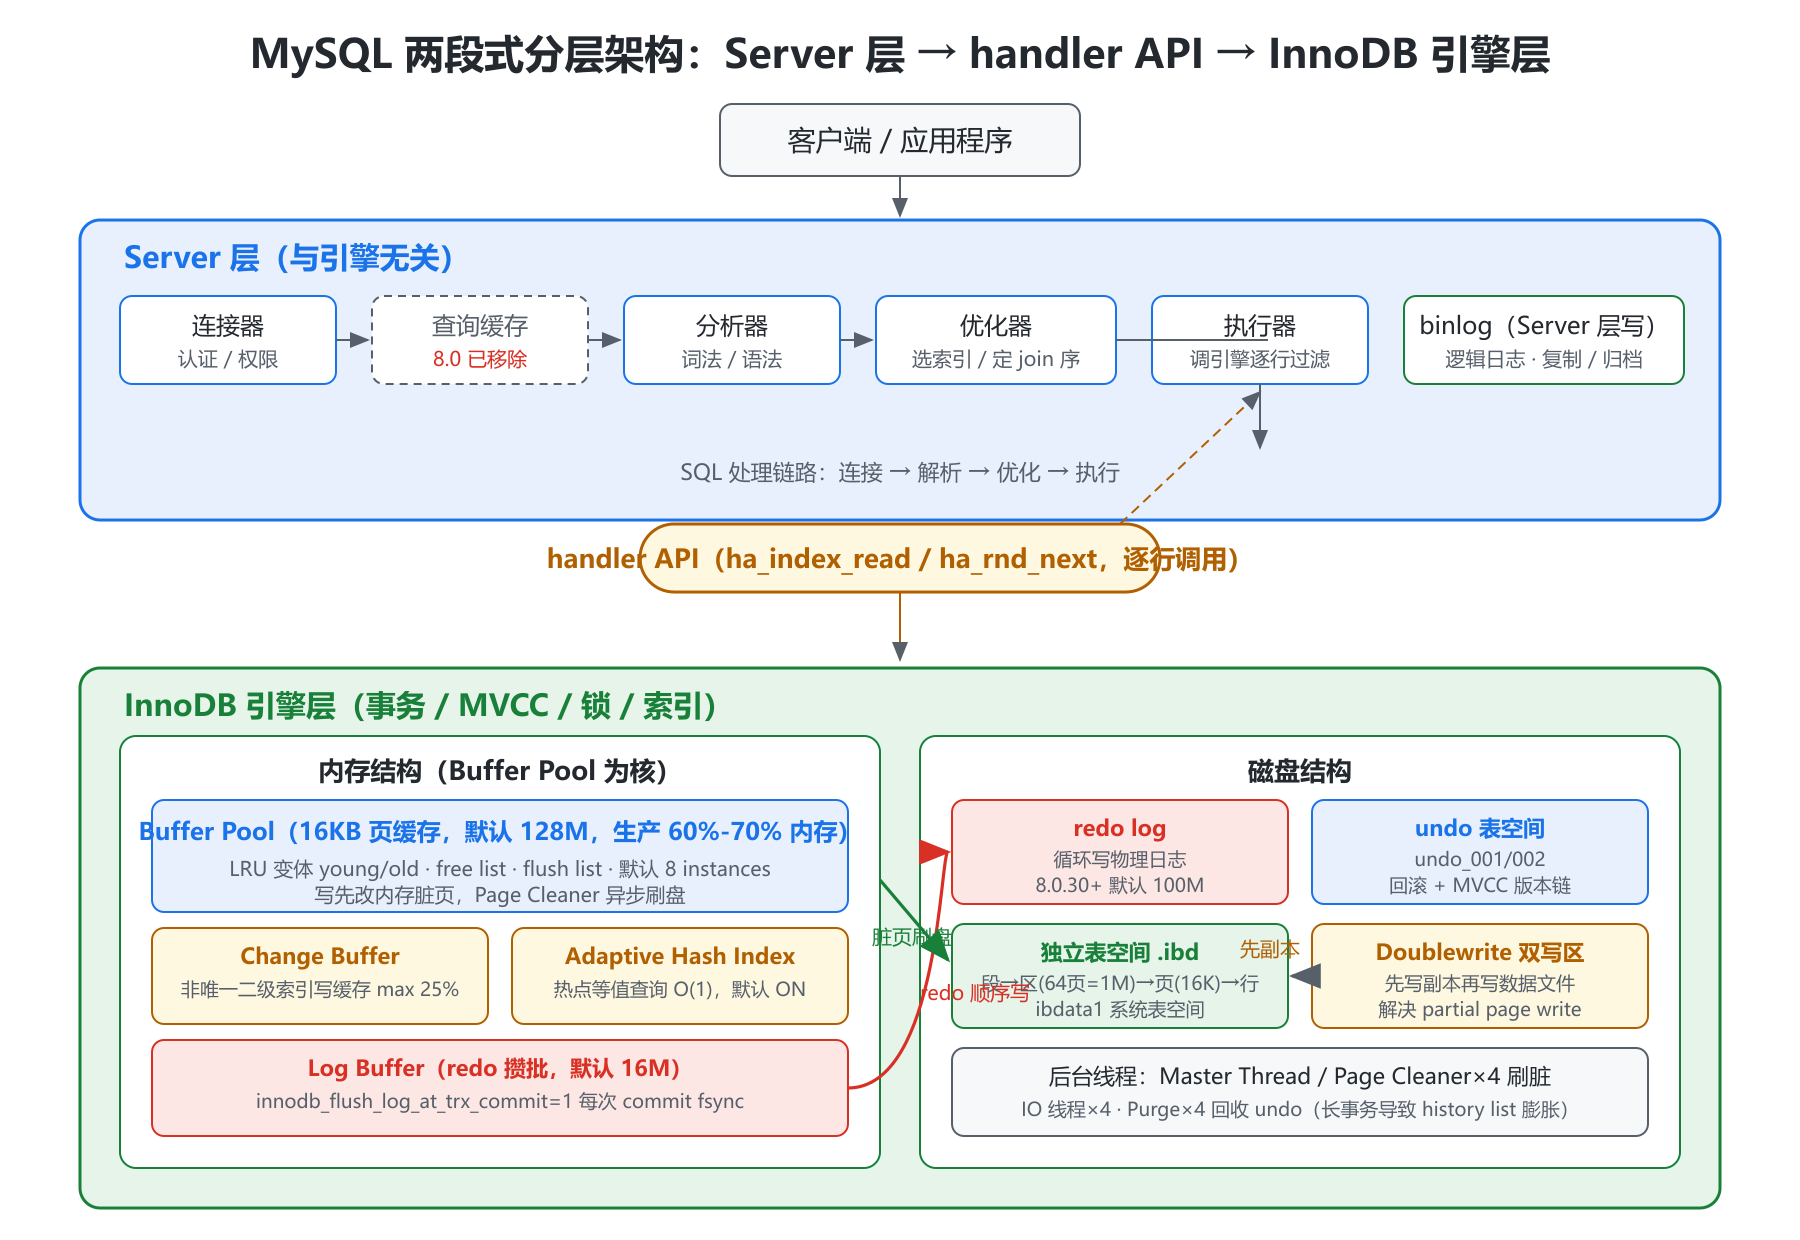 MySQL 两段式分层架构：Server 层 → handler API → InnoDB 引擎层
客户端 / 应用程序
Server 层（与引擎无关）
连接器
认证 / 权限
查询缓存
8.0 已移除
分析器
词法 / 语法
优化器
选索引 / 定 join 序
执行器
调引擎逐行过滤
binlog（Server 层写）
逻辑日志 · 复制 / 归档
SQL 处理链路：连接 → 解析 → 优化 → 执行
handler API（ha_index_read / ha_rnd_next，逐行调用）
InnoDB 引擎层（事务 / MVCC / 锁 / 索引）
内存结构（Buffer Pool 为核）
Buffer Pool（16KB 页缓存，默认 128M，生产 60%-70% 内存）
LRU 变体 young/old · free list · flush list · 默认 8 instances
写先改内存脏页，Page Cleaner 异步刷盘
Change Buffer
非唯一二级索引写缓存 max 25%
Adaptive Hash Index
热点等值查询 O(1)，默认 ON
Log Buffer（redo 攒批，默认 16M）
innodb_flush_log_at_trx_commit=1 每次 commit fsync
脏页刷盘
redo 顺序写
磁盘结构
redo log
循环写物理日志
8.0.30+ 默认 100M
undo 表空间
undo_001/002
回滚 + MVCC 版本链
独立表空间 .ibd
段→区(64页=1M)→页(16K)→行
ibdata1 系统表空间
先副本
Doublewrite 双写区
先写副本再写数据文件
解决 partial page write
后台线程：Master Thread / Page Cleaner×4 刷脏
IO 线程×4 · Purge×4 回收 undo（长事务导致 history list 膨胀）